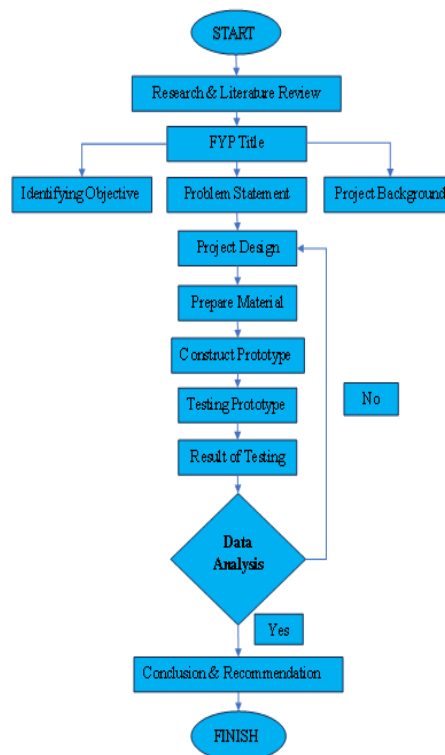 START
Research & Literature Review
FYP Title
Identifying Objective
Problem Statement
Project Background
Project Design
Prepare Material
Construct Prototype
No
Testing Prototype
Result of Testing
Data
Analysis
Yes
Conclusion & Recommendation
FINISH